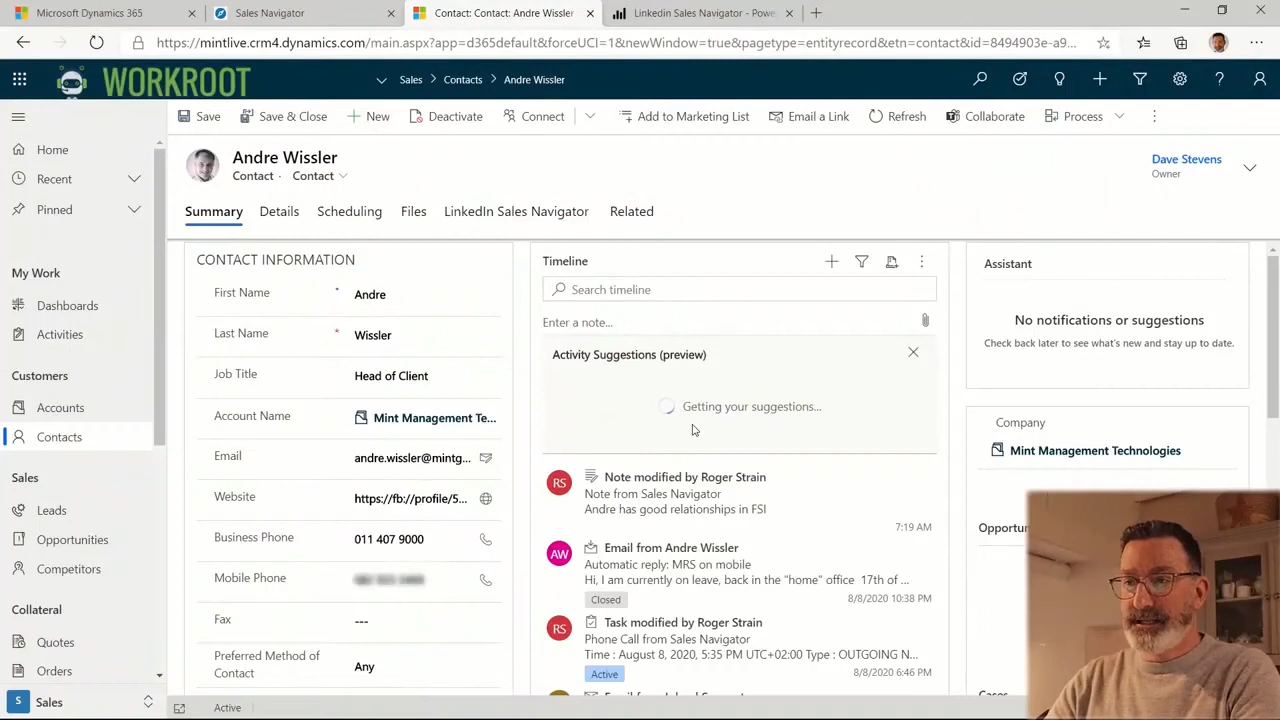 Microsoft Dynamics 365
Sales Navigator
Contact: Contact: Andre Wissler
Linkedin Sales Navigator - Powe
https://mintlive.crm4.dynamics.com/main.aspx?app=d365default&forceUCI=1&newWindow=true&pagetype=entityrecord&etn=contact&id=8494903e-a9...
WORKROOT
Sales
Contacts
Andre Wissler
Save
Save & Close
New
Deactivate
Connect
Add to Marketing List
Email a Link
Refresh
Collaborate
Process
Home
Recent
Pinned
My Work
Dashboards
Activities
Customers
Accounts
Contacts
Sales
Leads
Opportunities
Competitors
Collateral
Quotes
Orders
S Sales
Andre Wissler
Contact · Contact
Dave Stevens
Owner
Summary
Details
Scheduling
Files
LinkedIn Sales Navigator
Related
CONTACT INFORMATION
First Name * Andre
Last Name * Wissler
Job Title Head of Client
Account Name Mint Management Te...
Email andre.wissler@mintg...
Website https://fb://profile/5...
Business Phone 011 407 9000
Mobile Phone
Fax ---
Preferred Method of
Contact
Any
Timeline
Search timeline
Enter a note...
Activity Suggestions (preview)
Getting your suggestions...
RS
Note modified by Roger Strain
Note from Sales Navigator
Andre has good relationships in FSI
7:19 AM
AW
Email from Andre Wissler
Automatic reply: MRS on mobile
Hi, I am currently on leave, back in the "home" office 17th of ...
Closed
8/8/2020 10:38 PM
RS
Task modified by Roger Strain
Phone Call from Sales Navigator
Time : August 8, 2020, 5:35 PM UTC+02:00 Type : OUTGOING N...
Active
8/8/2020 6:46 PM
Assistant
No notifications or suggestions
Check back later to see what's new and stay up to date.
Company
Mint Management Technologies
Opportun
Cases
Active